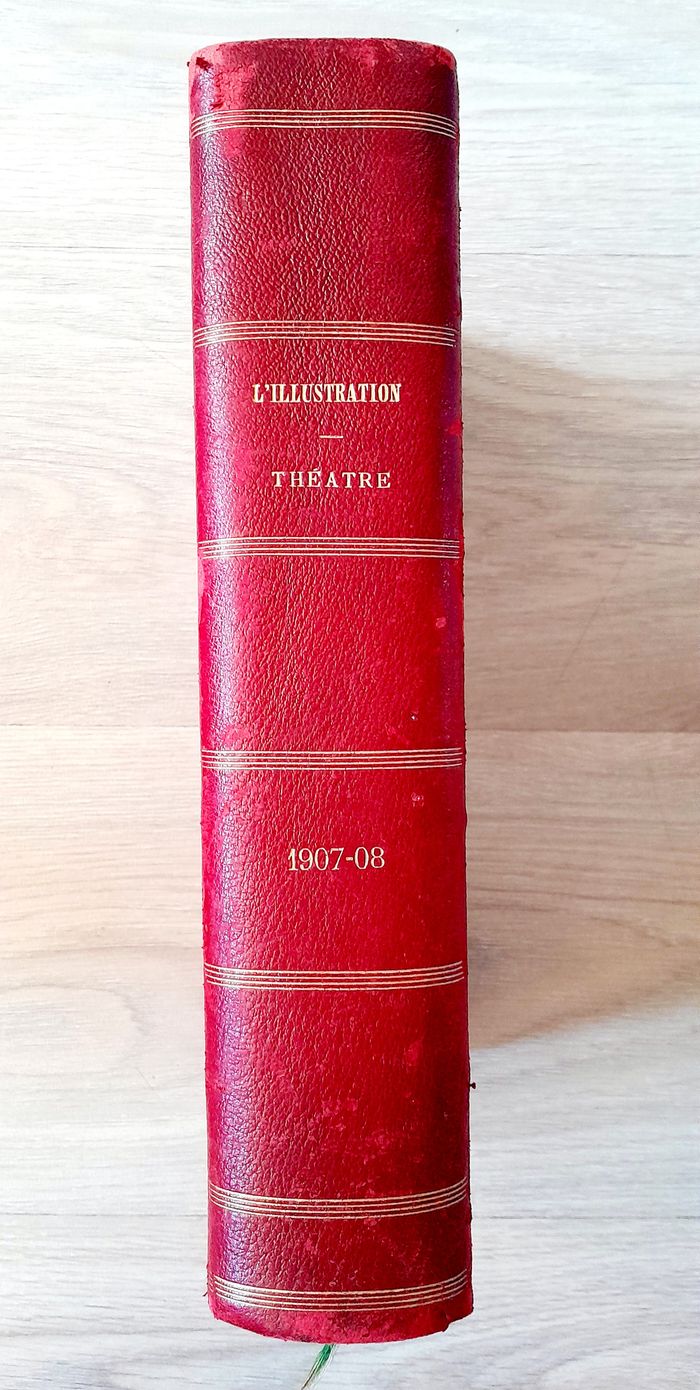 L'ILLUSTRATION
—
THÉATRE
1907-08